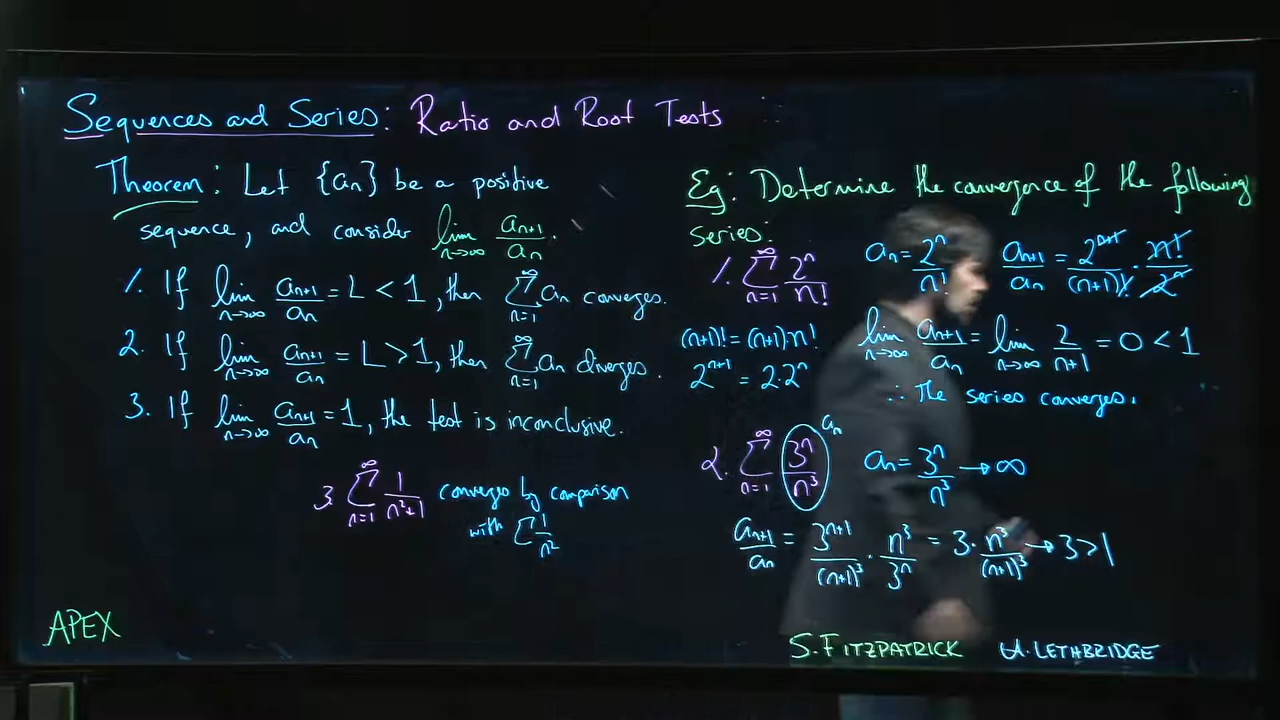 Sequences and Series: Ratio and Root Tests
Theorem: Let {aₙ} be a positive
sequence, and consider lim n→∞ aₙ₊₁/aₙ.
1. If lim n→∞ aₙ₊₁/aₙ = L < 1, then ∑ n=1 ∞ aₙ converges.
2. If lim n→∞ aₙ₊₁/aₙ = L > 1, then ∑ n=1 ∞ aₙ diverges.
3. If lim n→∞ aₙ₊₁/aₙ = 1, the test is inconclusive.
3. ∑ n=1 ∞ 1/(n²+1) converges by comparison
with ∑ 1/n²
Eg: Determine the convergence of the following
series:
1. ∑ n=1 ∞ 2ⁿ/n! aₙ = 2ⁿ/n! aₙ₊₁/aₙ = 2ⁿ⁺¹/(n+1)! · n!/2ⁿ
(n+1)! = (n+1)·n!
2ⁿ⁺¹ = 2·2ⁿ
lim n→∞ aₙ₊₁/aₙ = lim n→∞ 2/(n+1) = 0 < 1
∴ The series converges.
2. ∑ n=1 ∞ 3ⁿ/n³ aₙ aₙ = 3ⁿ/n³ → ∞
aₙ₊₁/aₙ = 3ⁿ⁺¹/(n+1)³ · n³/3ⁿ = 3· n³/(n+1)³ → 3 > 1
APEX
S. FITZPATRICK U. LETHBRIDGE